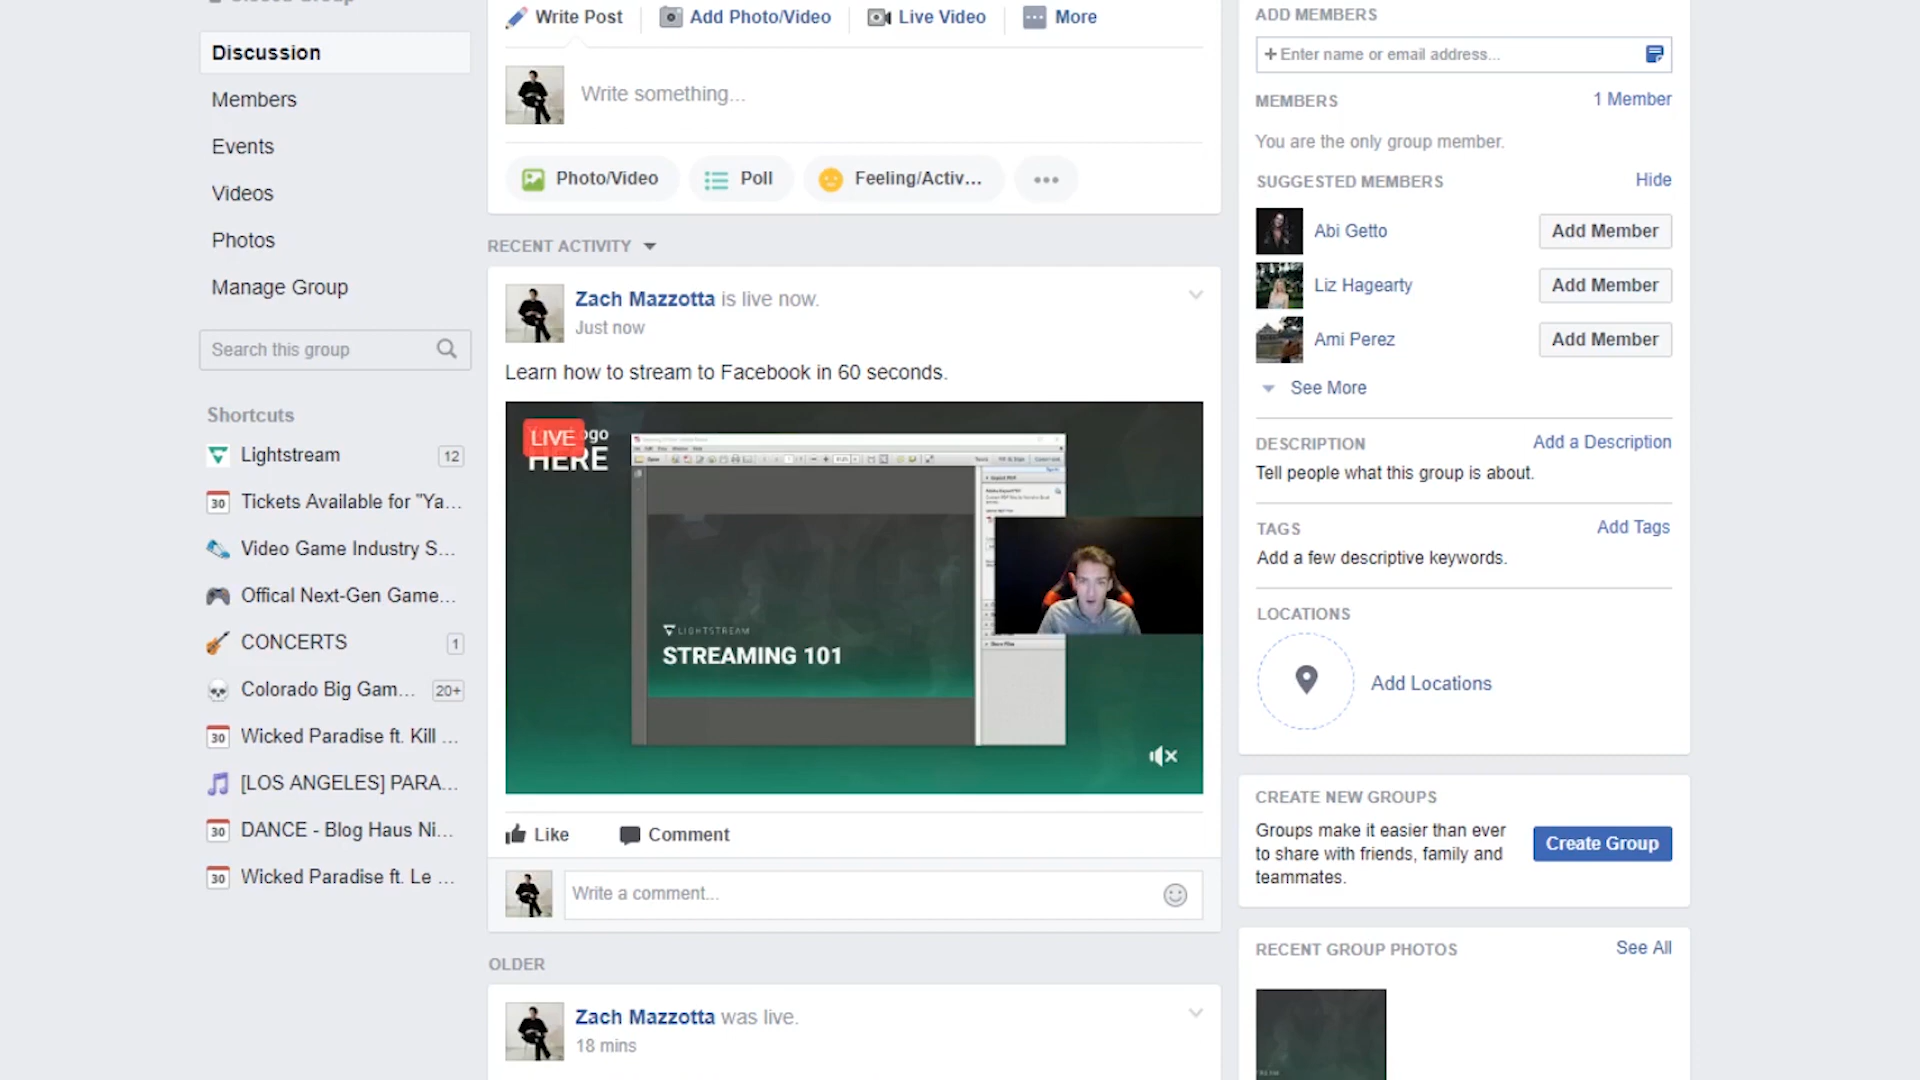 Discussion
Members
Events
Videos
Photos
Manage Group
Search this group
Shortcuts
Lightstream 12
30 Tickets Available for "Ya...
Video Game Industry S...
Offical Next-Gen Game...
CONCERTS 1
Colorado Big Gam... 20+
30 Wicked Paradise ft. Kill ...
[LOS ANGELES] PARA...
30 DANCE - Blog Haus Ni...
30 Wicked Paradise ft. Le ...
Write Post Add Photo/Video Live Video More
Write something...
Photo/Video Poll Feeling/Activ...
RECENT ACTIVITY
Zach Mazzotta is live now.
Just now
Learn how to stream to Facebook in 60 seconds.
LIVE ogo
HERE
LIGHTSTREAM
STREAMING 101
Like Comment
Write a comment...
OLDER
Zach Mazzotta was live.
18 mins
ADD MEMBERS
+ Enter name or email address...
MEMBERS 1 Member
You are the only group member.
SUGGESTED MEMBERS Hide
Abi Getto Add Member
Liz Hagearty Add Member
Ami Perez Add Member
See More
DESCRIPTION Add a Description
Tell people what this group is about.
TAGS Add Tags
Add a few descriptive keywords.
LOCATIONS
Add Locations
CREATE NEW GROUPS
Groups make it easier than ever
to share with friends, family and
teammates.
Create Group
RECENT GROUP PHOTOS See All